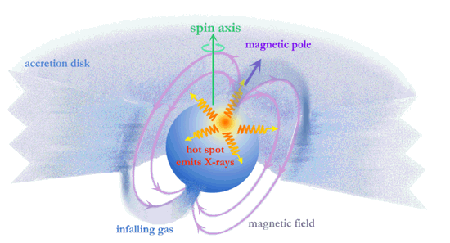 spin axis
magnetic pole
accretion disk
hot spot
emits X-rays
magnetic field
infalling gas